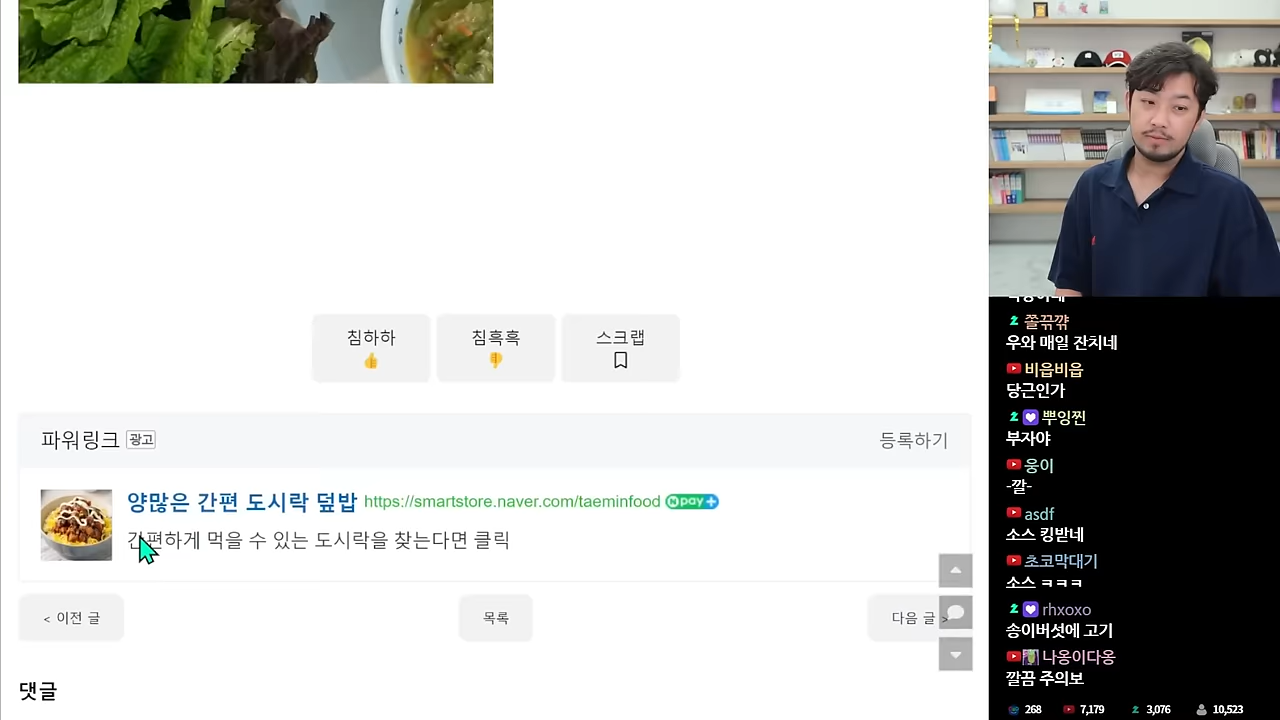 침하하
침흑흑
스크랩
파워링크 광고
등록하기
양많은 간편 도시락 덮밥 https://smartstore.naver.com/taeminfood N pay +
간편하게 먹을 수 있는 도시락을 찾는다면 클릭
< 이전 글
목록
다음 글 >
댓글
쫄끆깎
우와 매일 잔치네
비읍비읍
당근인가
뿌잉찐
부자야
웅이
-깔-
asdf
소스 킹받네
초코막대기
소스 ㅋㅋㅋ
rhxoxo
송이버섯에 고기
나옹이다옹
깔끔 주의보
268 7,179 3,076 10,523